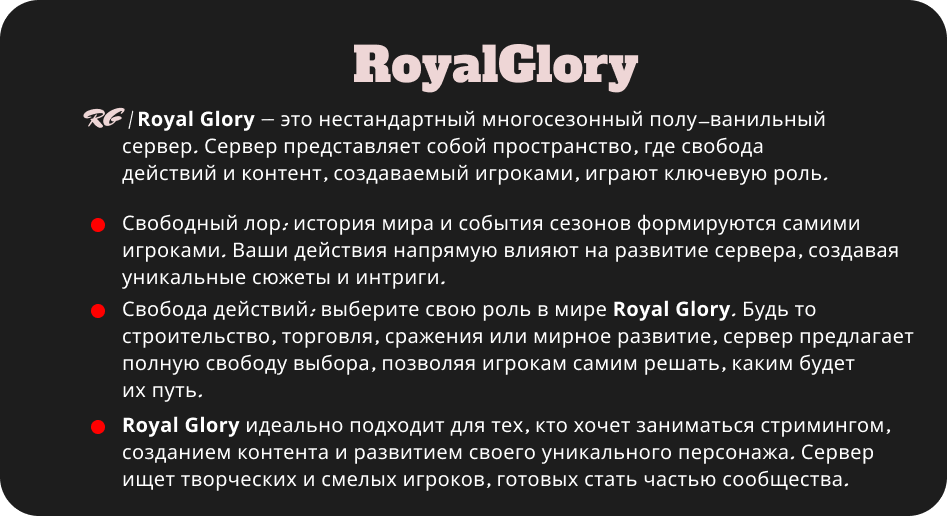 RoyalGlory
RG / Royal Glory – это нестандартный многосезонный полу–ванильный
сервер. Сервер представляет собой пространство, где свобода
действий и контент, создаваемый игроками, играют ключевую роль.
Свободный лор: история мира и события сезонов формируются самими
игроками. Ваши действия напрямую влияют на развитие сервера, создавая
уникальные сюжеты и интриги.
Свобода действий: выберите свою роль в мире Royal Glory. Будь то
строительство, торговля, сражения или мирное развитие, сервер предлагает
полную свободу выбора, позволяя игрокам самим решать, каким будет
их путь.
Royal Glory идеально подходит для тех, кто хочет заниматься стримингом,
созданием контента и развитием своего уникального персонажа. Сервер
ищет творческих и смелых игроков, готовых стать частью сообщества.